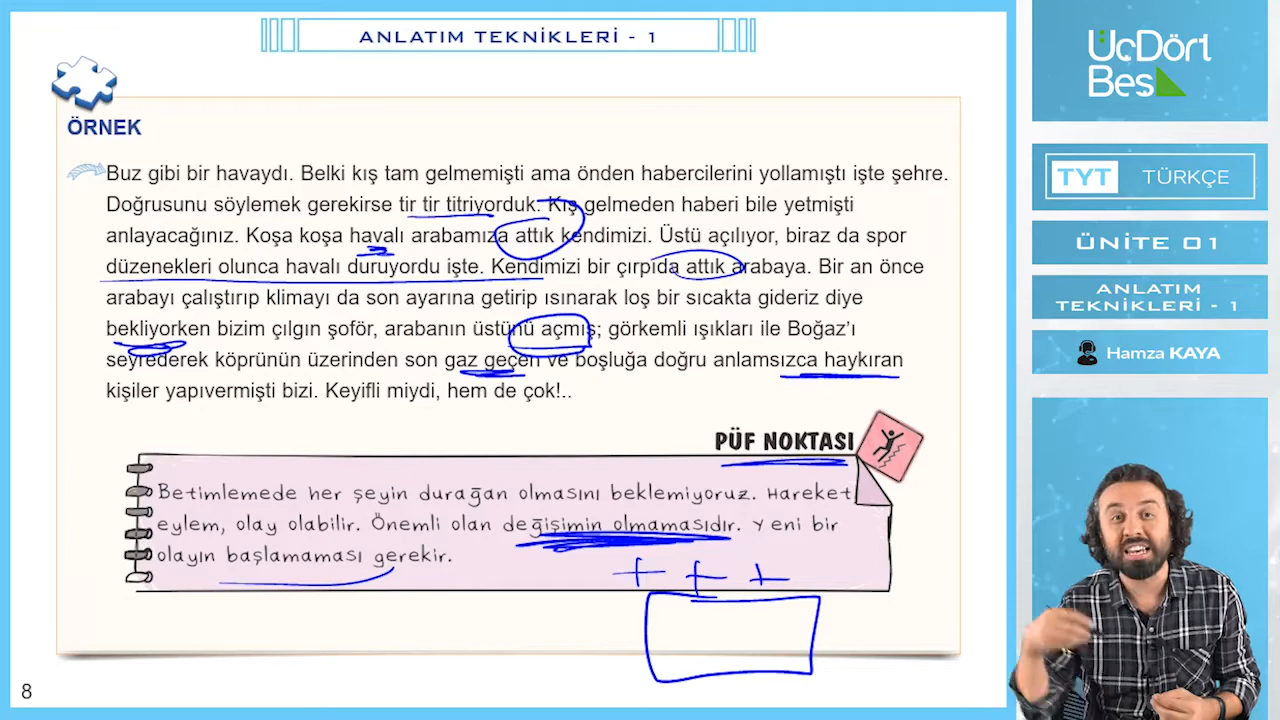 ANLATIM TEKNİKLERİ - 1
ÖRNEK
Buz gibi bir havaydı. Belki kış tam gelmemişti ama önden habercilerini yollamıştı işte şehre.
Doğrusunu söylemek gerekirse tir tir titriyorduk. Kış gelmeden haberi bile yetmişti
anlayacağınız. Koşa koşa havalı arabamıza attık kendimizi. Üstü açılıyor, biraz da spor
düzenekleri olunca havalı duruyordu işte. Kendimizi bir çırpıda attık arabaya. Bir an önce
arabayı çalıştırıp klimayı da son ayarına getirip ısınarak loş bir sıcakta gideriz diye
bekliyorken bizim çılgın şoför, arabanın üstünü açmış; görkemli ışıkları ile Boğaz'ı
seyrederek köprünün üzerinden son gaz geçen ve boşluğa doğru anlamsızca haykıran
kişiler yapıvermişti bizi. Keyifli miydi, hem de çok!..
PÜF NOKTASI
Betimlemede her şeyin durağan olmasını beklemiyoruz. Hareket
eylem, olay olabilir. Önemli olan değişimin olmamasıdır. Yeni bir
olayın başlamaması gerekir.
8
ÜçDört
Beş
TYT TÜRKÇE
ÜNİTE 01
ANLATIM
TEKNİKLERİ - 1
Hamza KAYA